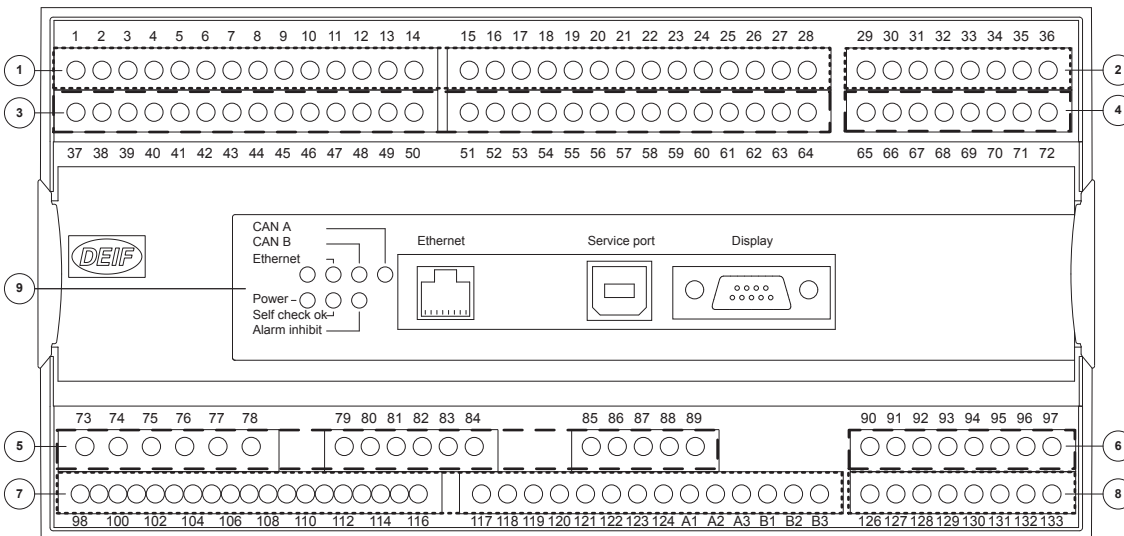 1 2 3 4 5 6 7 8 9 10 11 12 13 14 15 16 17 18 19 20 21 22 23 24 25 26 27 28 29 30 31 32 33 34 35 36
1 2
3 4
37 38 39 40 41 42 43 44 45 46 47 48 49 50 51 52 53 54 55 56 57 58 59 60 61 62 63 64 65 66 67 68 69 70 71 72
DEIF
9
CAN A
CAN B
Ethernet
Power
Self check ok
Alarm inhibit
Ethernet Service port Display
73 74 75 76 77 78 79 80 81 82 83 84 85 86 87 88 89 90 91 92 93 94 95 96 97
5 6
7 8
98 100 102 104 106 108 110 112 114 116 117 118 119 120 121 122 123 124 A1 A2 A3 B1 B2 B3 126 127 128 129 130 131 132 133